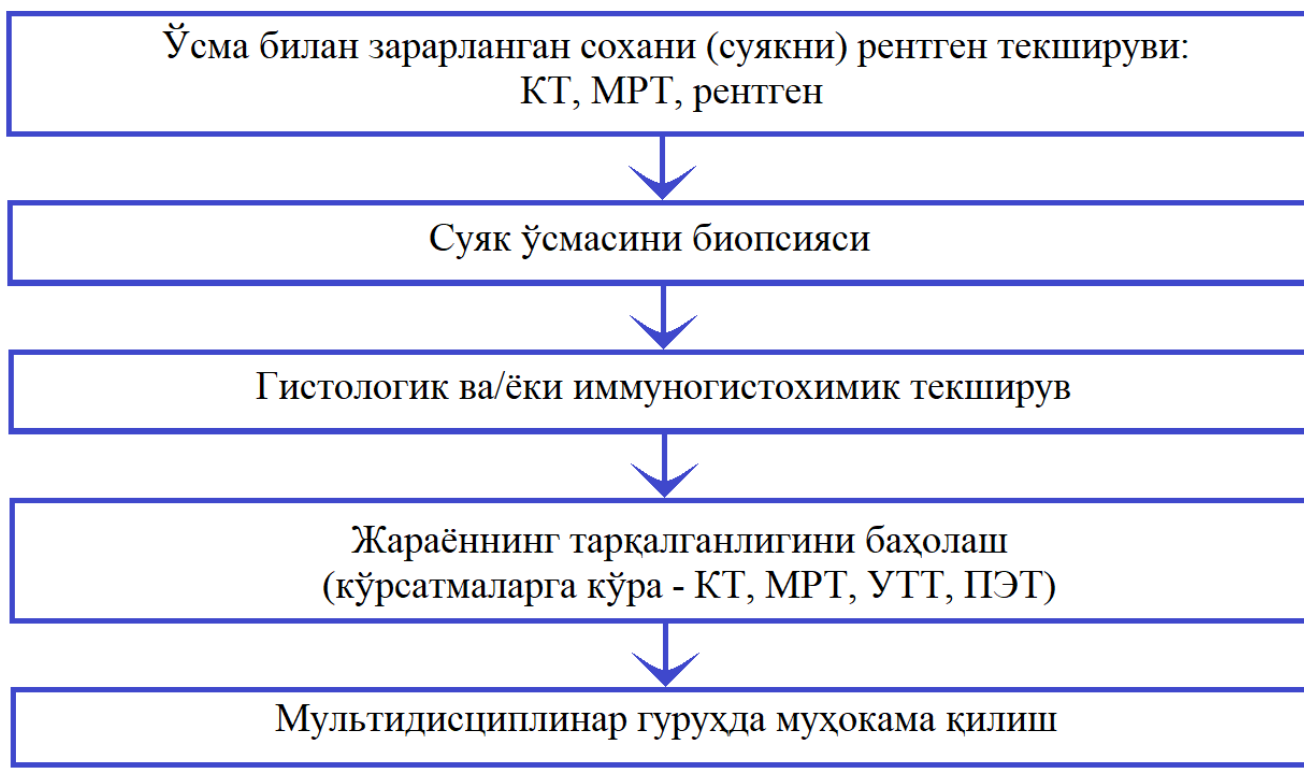 Ўсма билан зарарланган сохани (суякни) рентген текшируви:
КТ, МРТ, рентген
Суяк ўсмасини биопсияси
Гистологик ва/ёки иммуногистохимик текширув
Жараённинг тарқалганлигини баҳолаш
(кўрсатмаларга кўра - КТ, МРТ, УТТ, ПЭТ)
Мультидисциплинар гуруҳда муҳокама қилиш